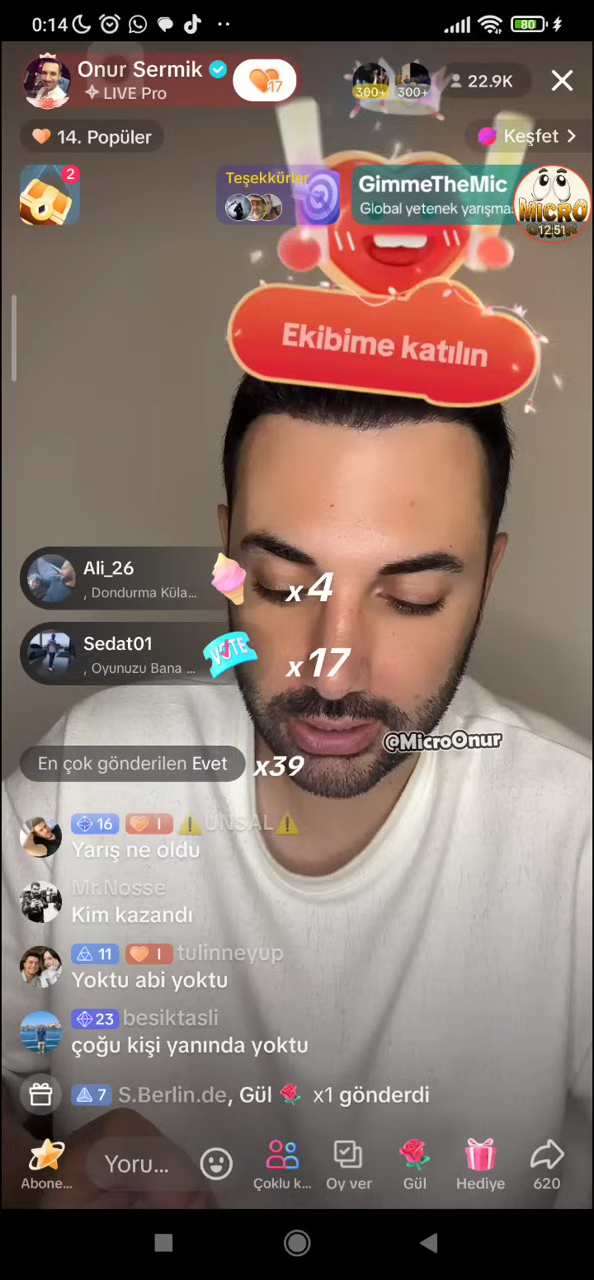 0:14
80
Onur Sermik
LIVE Pro
17
300+
300+
22.9K
14. Popüler
Keşfet
2
Teşekkürler
GimmeTheMic
Global yetenek yarışma
MİCRO
12:51
Ekibime katılın
Ali_26
, Dondurma Küla...
x4
Sedat01
, Oyunuzu Bana ...
VOTE
x17
@MicroOnur
En çok gönderilen Evet
x39
16 I ÜNSAL
Yarış ne oldu
Mr.Nosse
Kim kazandı
11 I tulinneyup
Yoktu abi yoktu
23 besiktasli
çoğu kişi yanında yoktu
7 S.Berlin.de, Gül x1 gönderdi
Yoru...
Abone...
Çoklu k...
Oy ver
Gül
Hediye
620